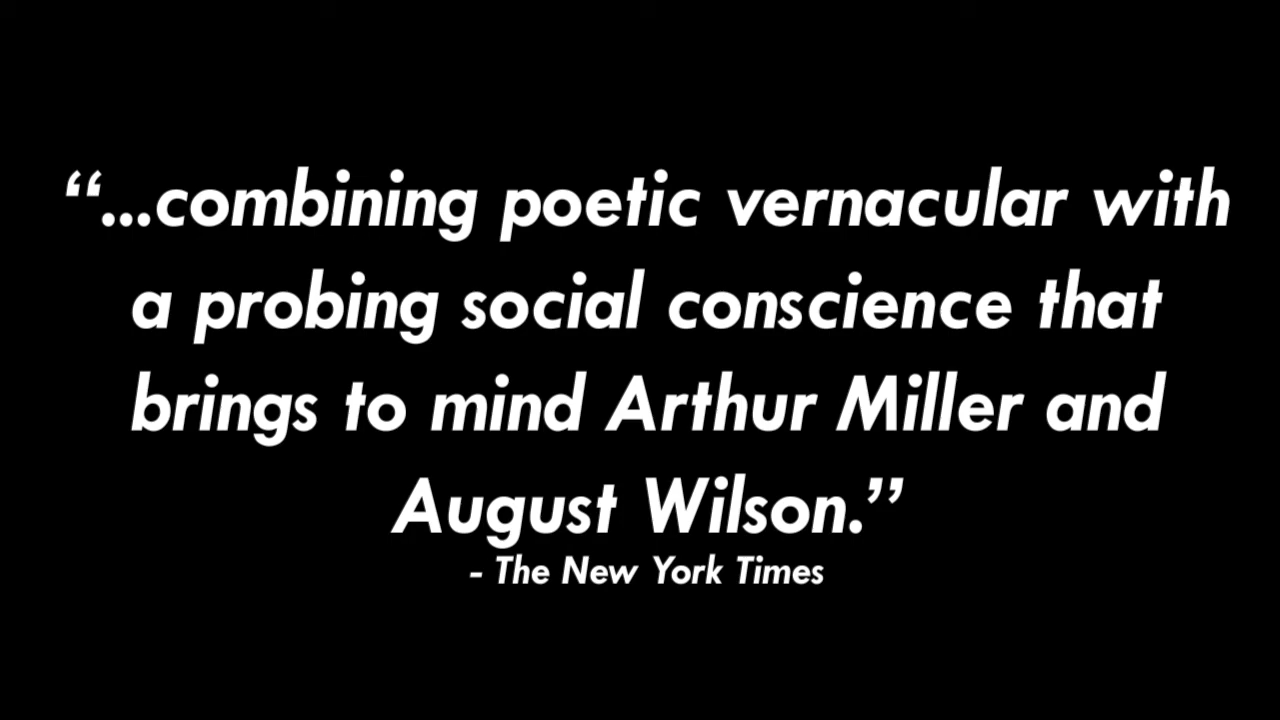 “...combining poetic vernacular with
a probing social conscience that
brings to mind Arthur Miller and
August Wilson.”
- The New York Times